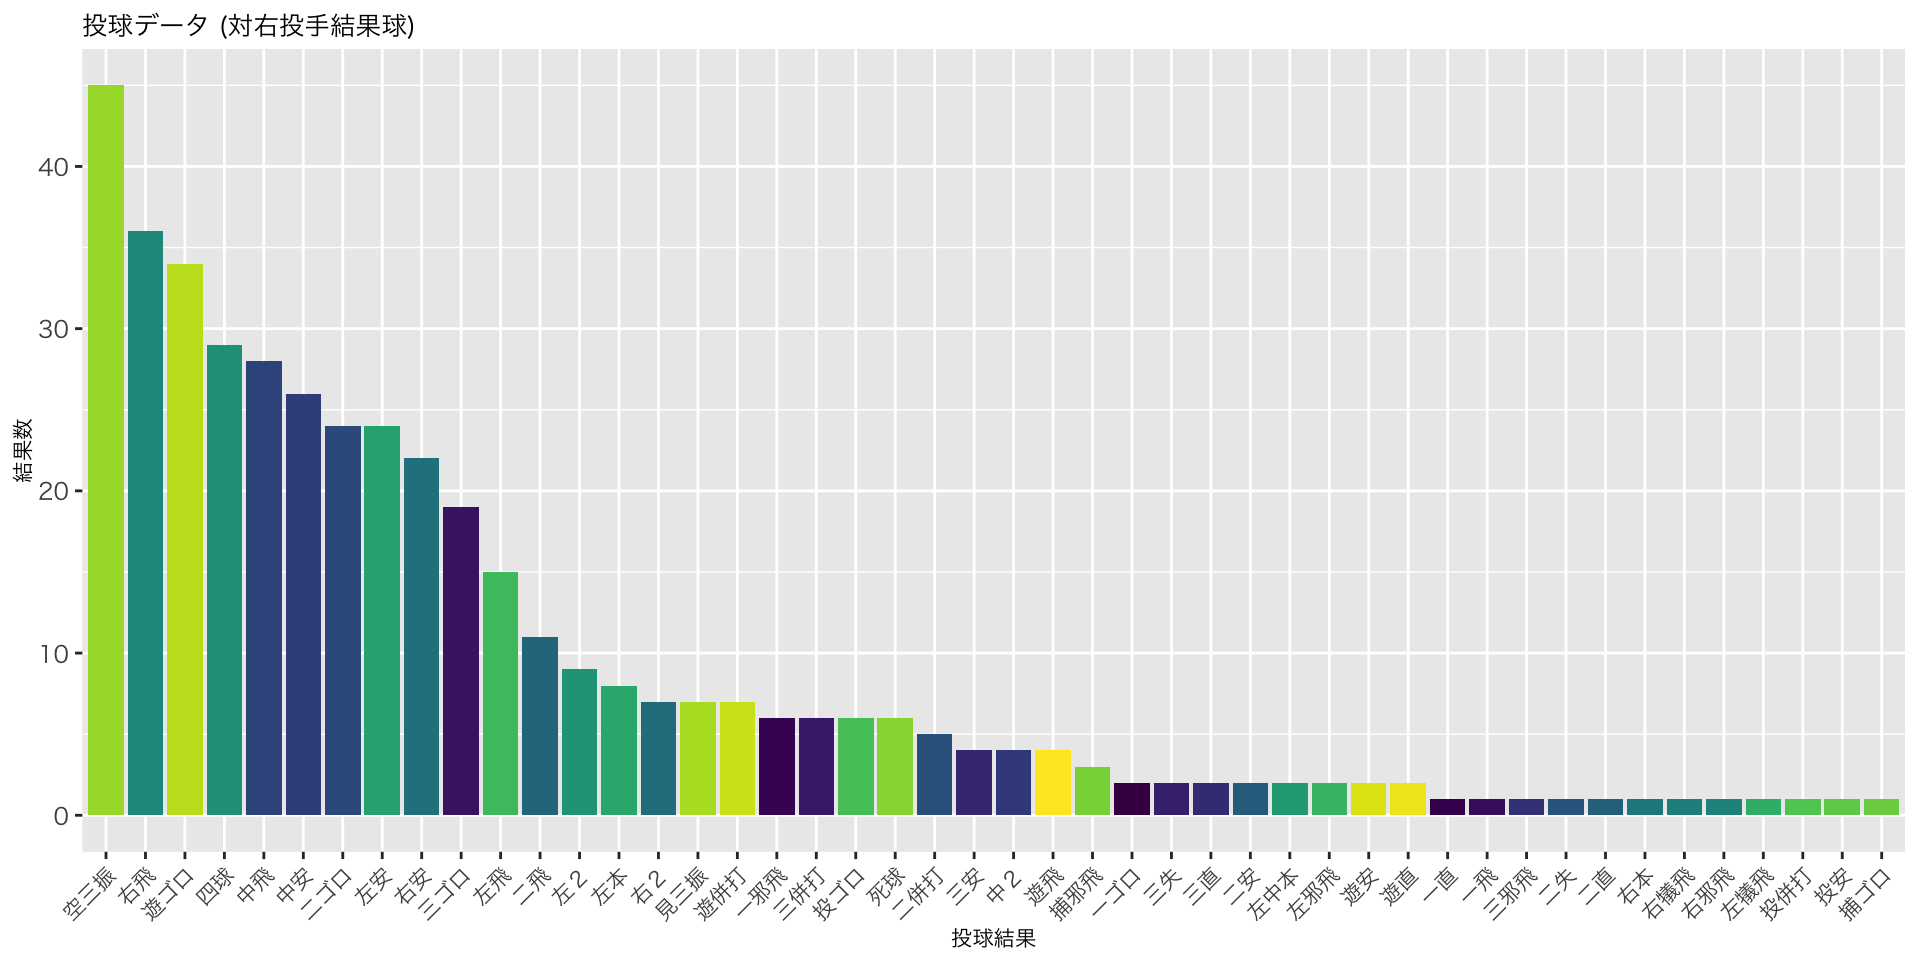 投球データ (対右投手結果球)
結果数
40
30
20
10
0
空三振
右飛
遊ゴロ
四球
中飛
中安
二ゴロ
左安
右安
三ゴロ
左飛
二飛
左２
左本
右２
見三振
遊併打
一邪飛
三併打
投ゴロ
死球
二併打
三安
中２
遊飛
捕邪飛
一ゴロ
三失
三直
二安
左中本
左邪飛
遊安
遊直
一直
一飛
三邪飛
二失
二直
右本
右犠飛
右邪飛
左犠飛
投併打
投安
捕ゴロ
投球結果